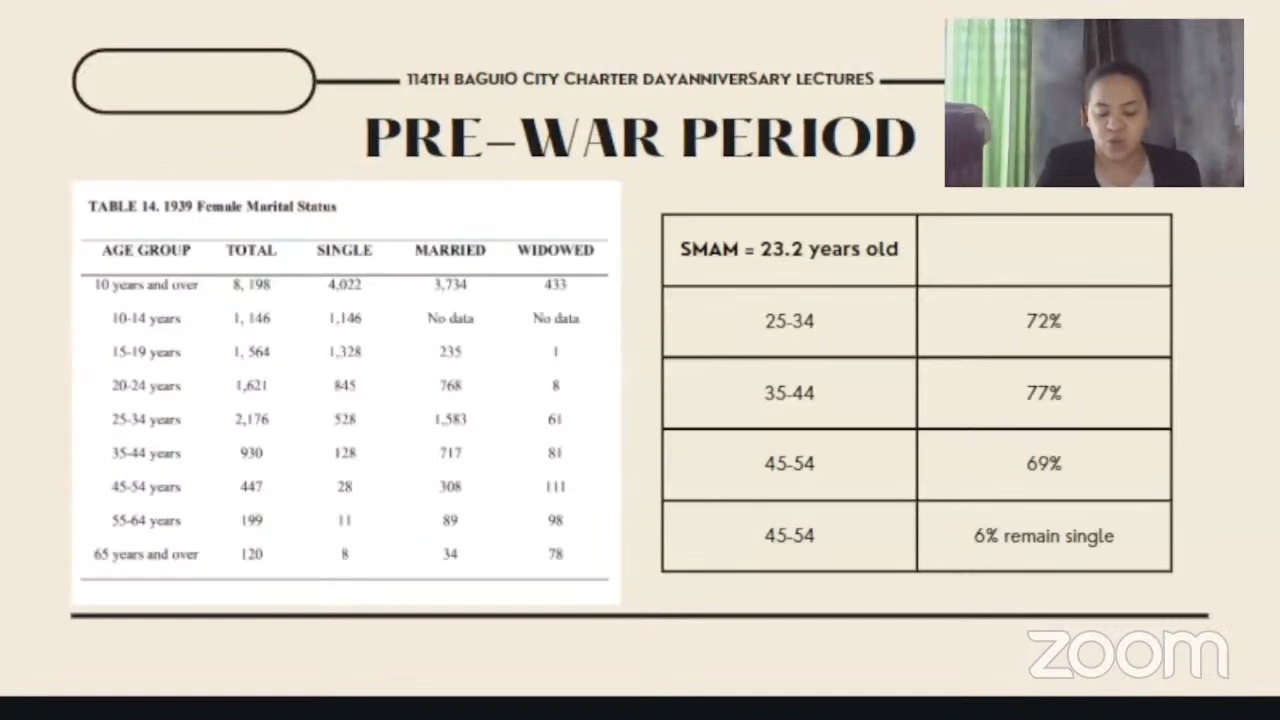 114TH BAGUIO CITY CHARTER DAYANNIVERSARY LECTURES
PRE-WAR PERIOD
TABLE 14. 1939 Female Marital Status
AGE GROUP TOTAL SINGLE MARRIED WIDOWED
10 years and over 8, 198 4,022 3,734 433
10-14 years 1, 146 1,146 No data No data
15-19 years 1, 564 1,328 235 1
20-24 years 1,621 845 768 8
25-34 years 2,176 528 1,583 61
35-44 years 930 128 717 81
45-54 years 447 28 308 111
55-64 years 199 11 89 98
65 years and over 120 8 34 78
SMAM = 23.2 years old
25-34 72%
35-44 77%
45-54 69%
45-54 6% remain single
zoom